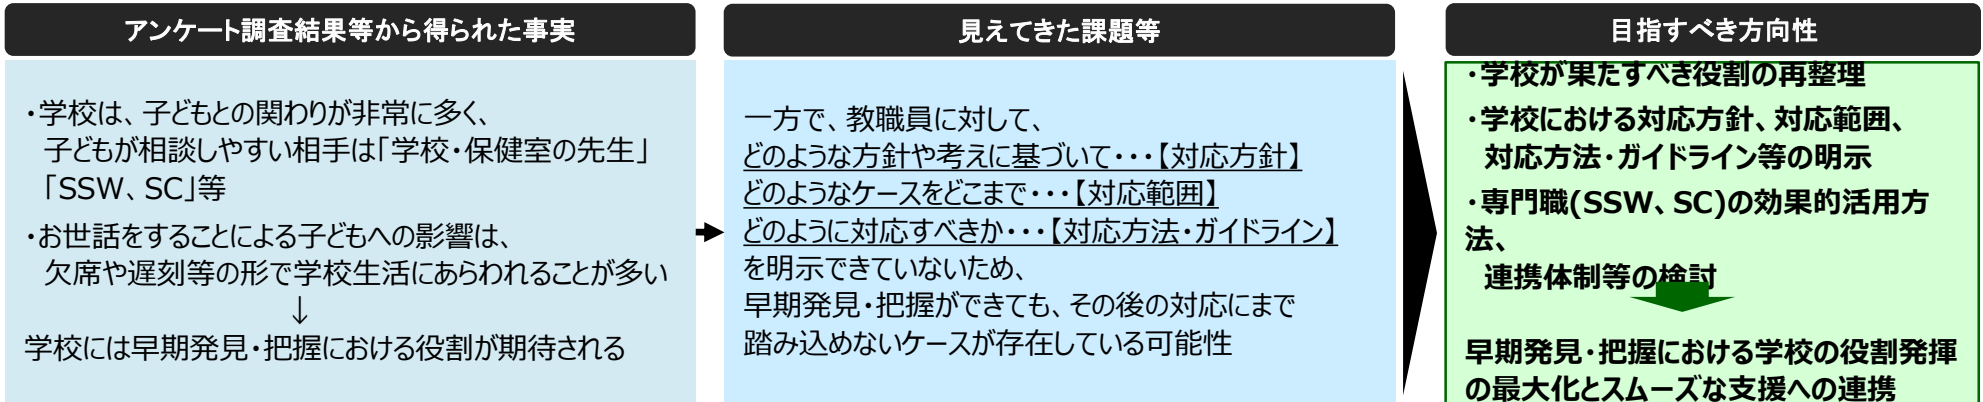 アンケート調査結果等から得られた事実
・学校は、子どもとの関わりが非常に多く、
子どもが相談しやすい相手は「学校・保健室の先生」
「SSW、SC」等
・お世話をすることによる子どもへの影響は、
欠席や遅刻等の形で学校生活にあらわれることが多い
↓
学校には早期発見・把握における役割が期待される
見えてきた課題等
一方で、教職員に対して、
どのような方針や考えに基づいて・・・【対応方針】
どのようなケースをどこまで・・・【対応範囲】
どのように対応すべきか・・・【対応方法・ガイドライン】
を明示できていないため、
早期発見・把握ができても、その後の対応にまで
踏み込めないケースが存在している可能性
目指すべき方向性
・学校が果たすべき役割の再整理
・学校における対応方針、対応範囲、
対応方法・ガイドライン等の明示
・専門職(SSW、SC)の効果的活用方
法、
連携体制等の検討
早期発見・把握における学校の役割発揮
の最大化とスムーズな支援への連携